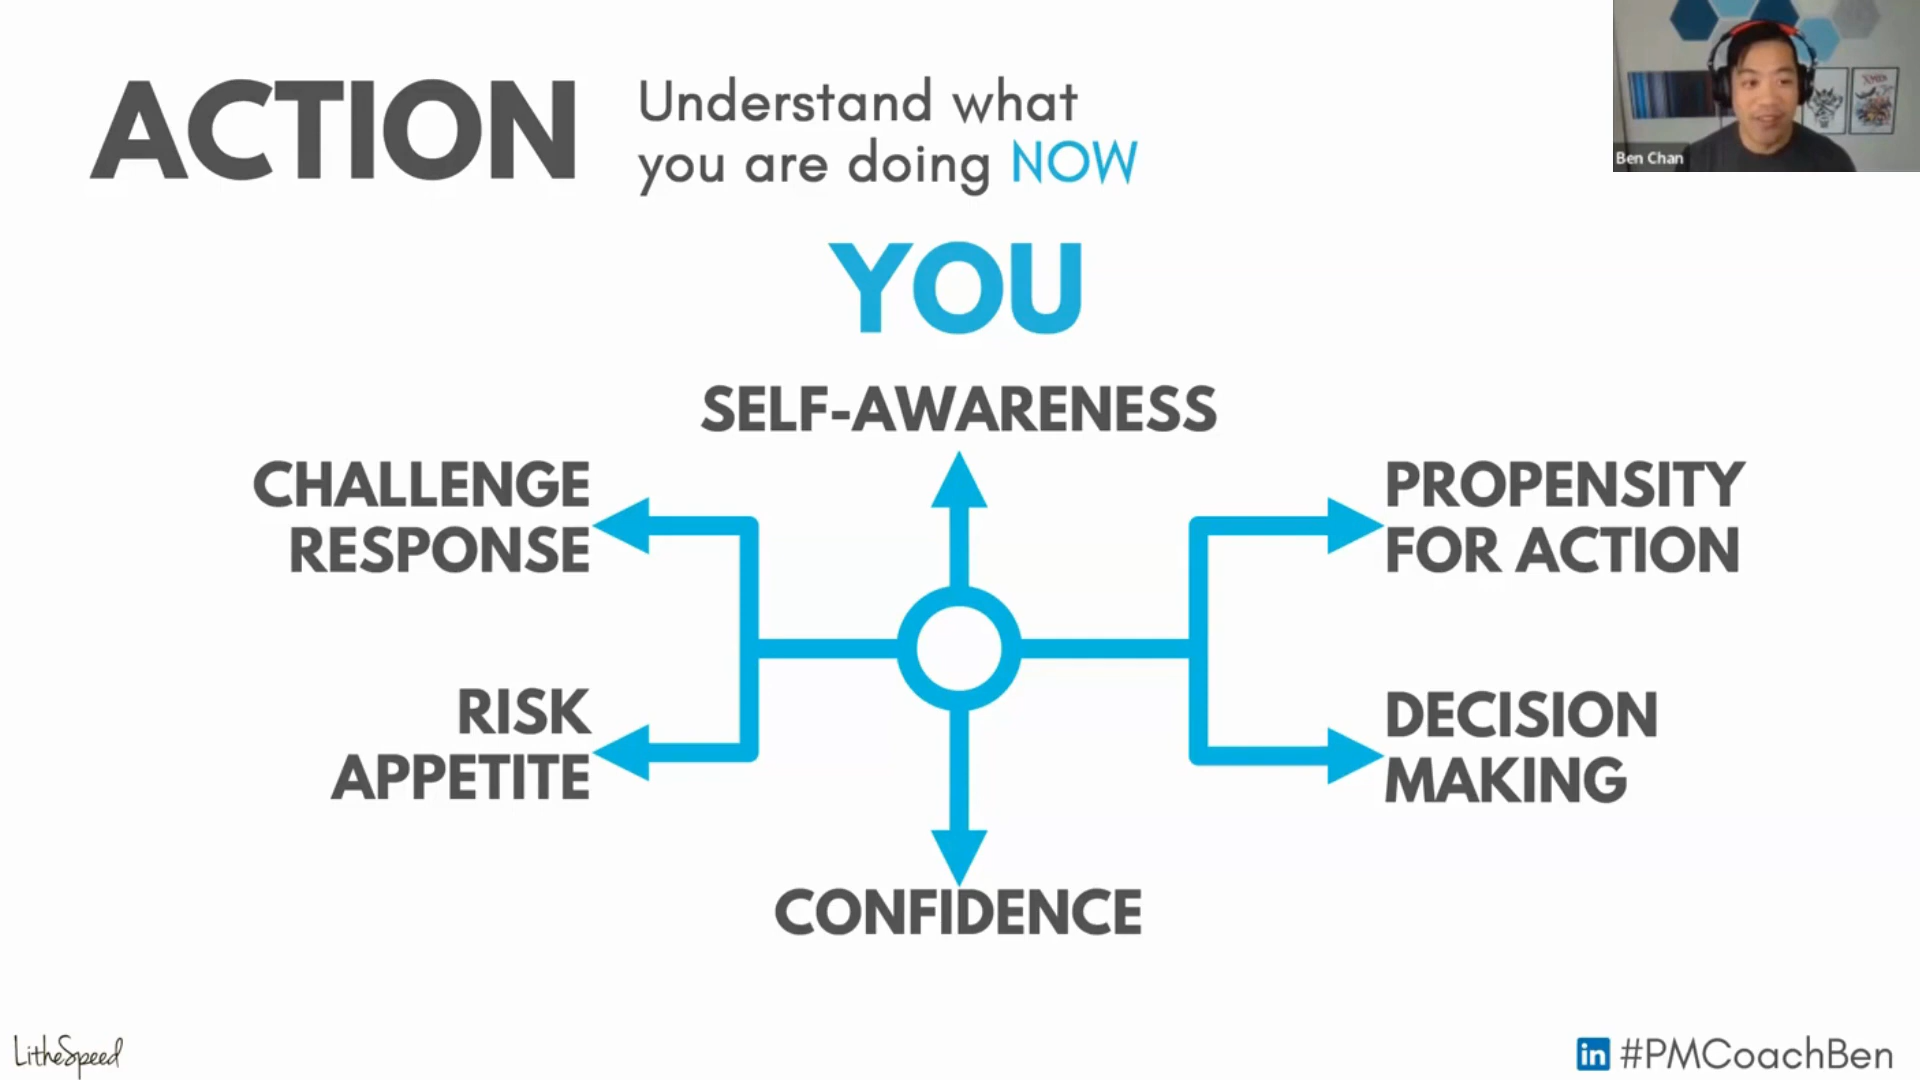 ACTION
Understand what
you are doing NOW
Ben Chan
YOU
SELF-AWARENESS
CHALLENGE
RESPONSE
PROPENSITY
FOR ACTION
RISK
APPETITE
DECISION
MAKING
CONFIDENCE
LitheSpeed
in #PMCoachBen